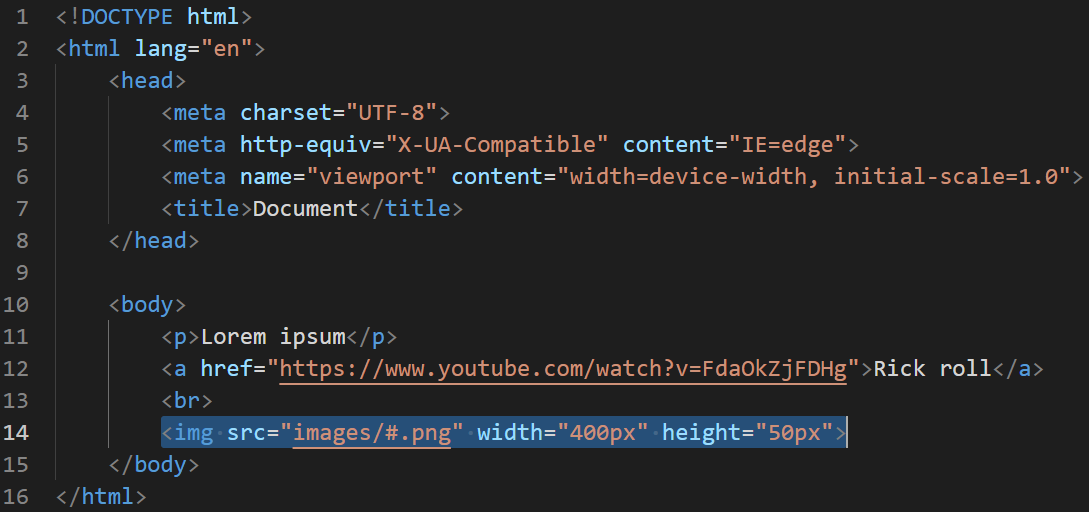 1 <!DOCTYPE html>
2 <html lang="en">
3 <head>
4 <meta charset="UTF-8">
5 <meta http-equiv="X-UA-Compatible" content="IE=edge">
6 <meta name="viewport" content="width=device-width, initial-scale=1.0">
7 <title>Document</title>
8 </head>
9
10 <body>
11 <p>Lorem ipsum</p>
12 <a href="https://www.youtube.com/watch?v=FdaOkZjFDHg">Rick roll</a>
13 <br>
14 <img src="images/#.png" width="400px" height="50px">
15 </body>
16 </html>